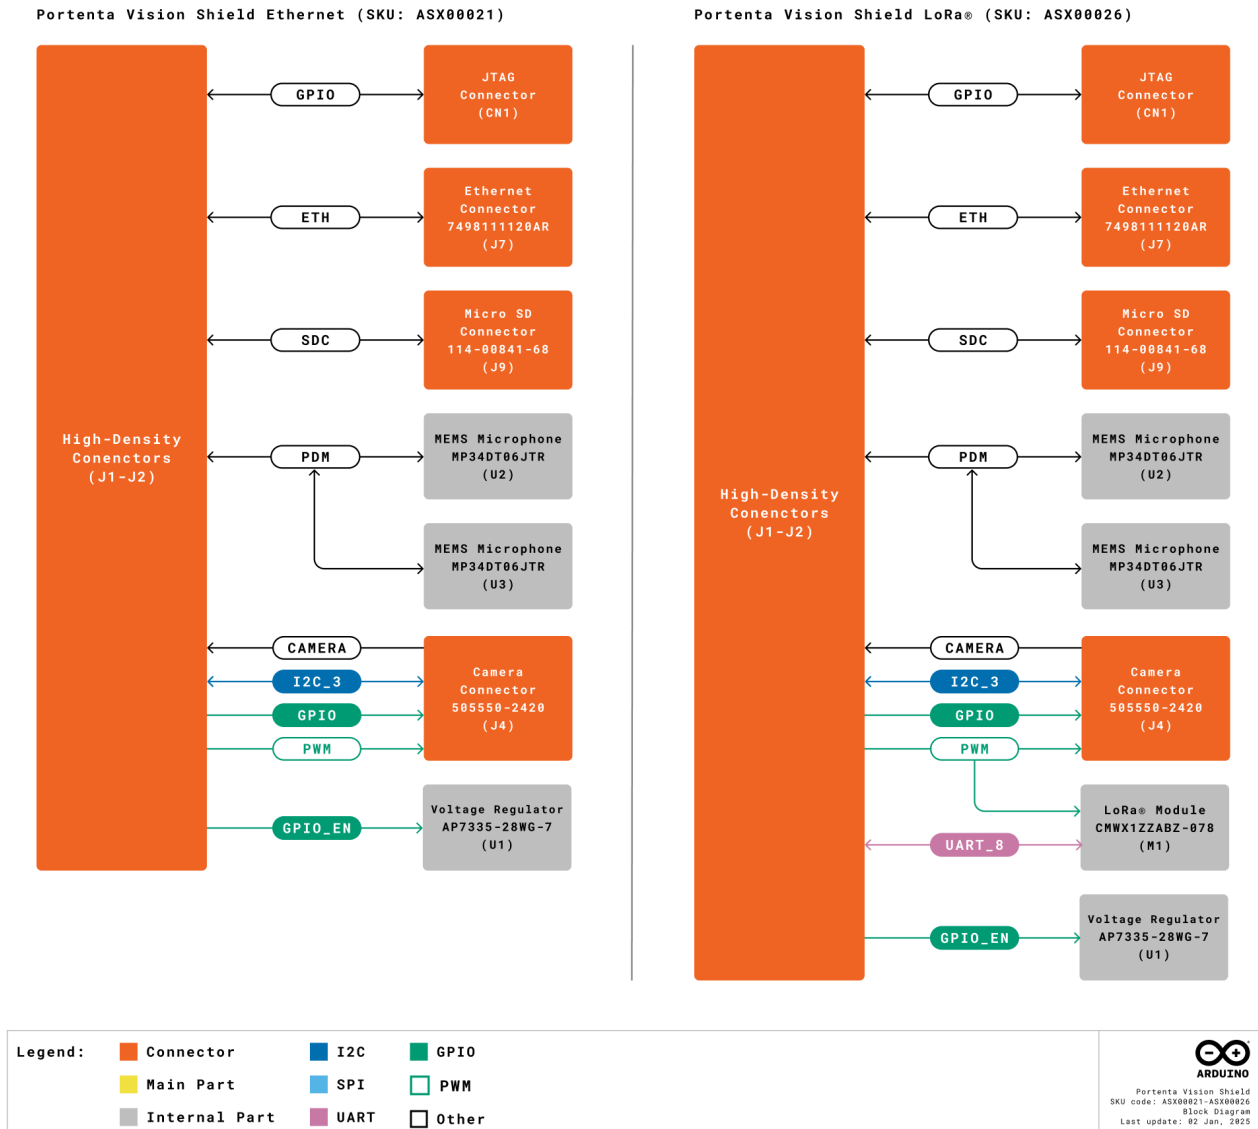 Portenta Vision Shield Ethernet (SKU: ASX00021)
High-Density
Conenctors
(J1-J2)
GPIO
JTAG
Connector
(CN1)
ETH
Ethernet
Connector
7498111120AR
(J7)
SDC
Micro SD
Connector
114-00841-68
(J9)
PDM
MEMS Microphone
MP34DT06JTR
(U2)
MEMS Microphone
MP34DT06JTR
(U3)
CAMERA
I2C_3
GPIO
PWM
Camera
Connector
505550-2420
(J4)
GPIO_EN
Voltage Regulator
AP7335-28WG-7
(U1)
Portenta Vision Shield LoRa® (SKU: ASX00026)
High-Density
Conenctors
(J1-J2)
GPIO
JTAG
Connector
(CN1)
ETH
Ethernet
Connector
7498111120AR
(J7)
SDC
Micro SD
Connector
114-00841-68
(J9)
PDM
MEMS Microphone
MP34DT06JTR
(U2)
MEMS Microphone
MP34DT06JTR
(U3)
CAMERA
I2C_3
GPIO
PWM
Camera
Connector
505550-2420
(J4)
UART_8
LoRa® Module
CMWX1ZZABZ-078
(M1)
GPIO_EN
Voltage Regulator
AP7335-28WG-7
(U1)
Legend:
Connector
Main Part
Internal Part
I2C
SPI
UART
GPIO
PWM
Other
ARDUINO
Portenta Vision Shield
SKU code: ASX00021-ASX00026
Block Diagram
Last update: 02 Jan, 2025